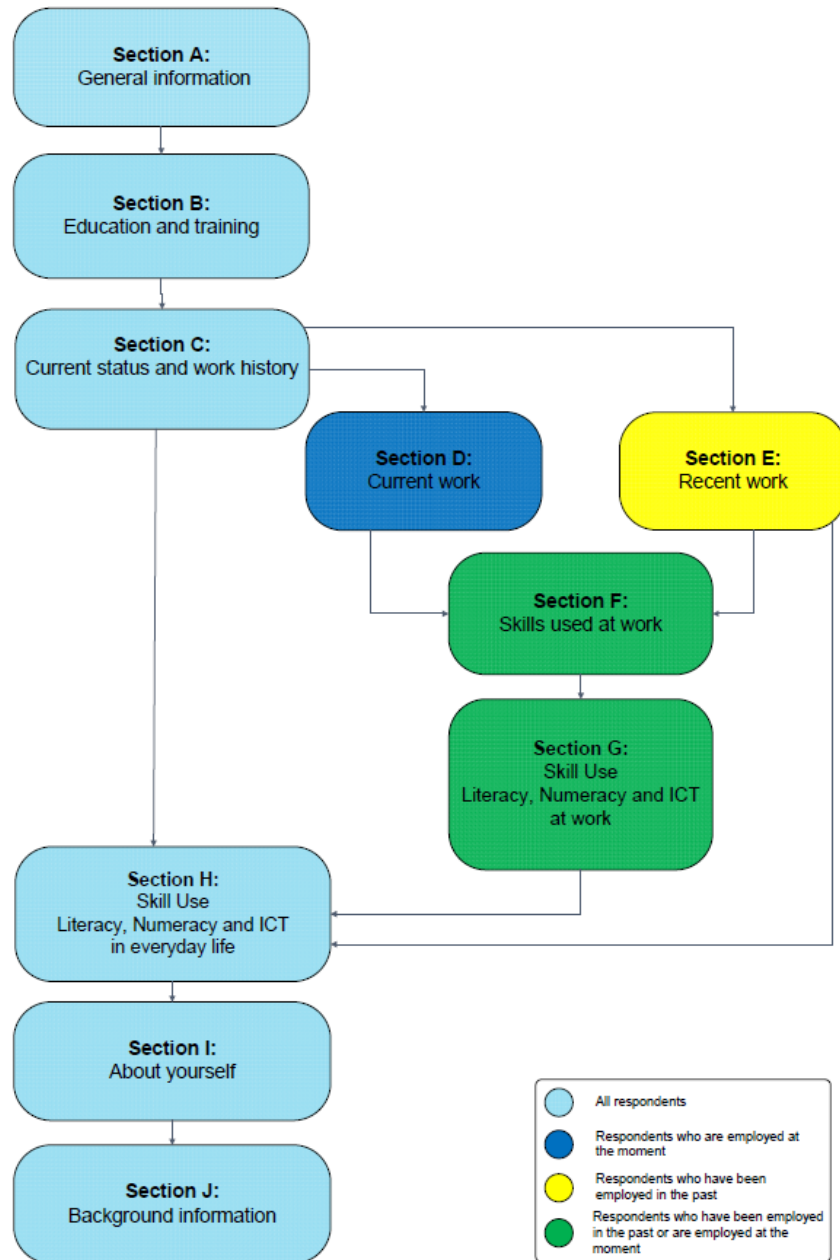 Section A:
General information
Section B:
Education and training
Section C:
Current status and work history
Section D:
Current work
Section E:
Recent work
Section F:
Skills used at work
Section G:
Skill Use
Literacy, Numeracy and ICT
at work
Section H:
Skill Use
Literacy, Numeracy and ICT
in everyday life
Section I:
About yourself
Section J:
Background information
All respondents
Respondents who are employed at
the moment
Respondents who have been
employed in the past
Respondents who have been employed
in the past or are employed at the
moment